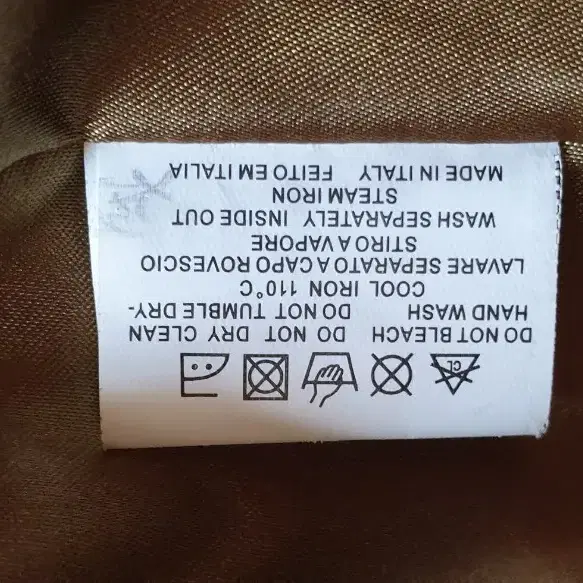 CL
DO NOT BLEACH DO NOT DRY CLEAN
HAND WASH DO NOT TUMBLE DRY-
COOL IRON 110°C
LAVARE SEPARATO A CAPO ROVESCIO
STIRO A VAPORE
WASH SEPARATELY INSIDE OUT
STEAM IRON
MADE IN ITALY FEITO EM ITALIA